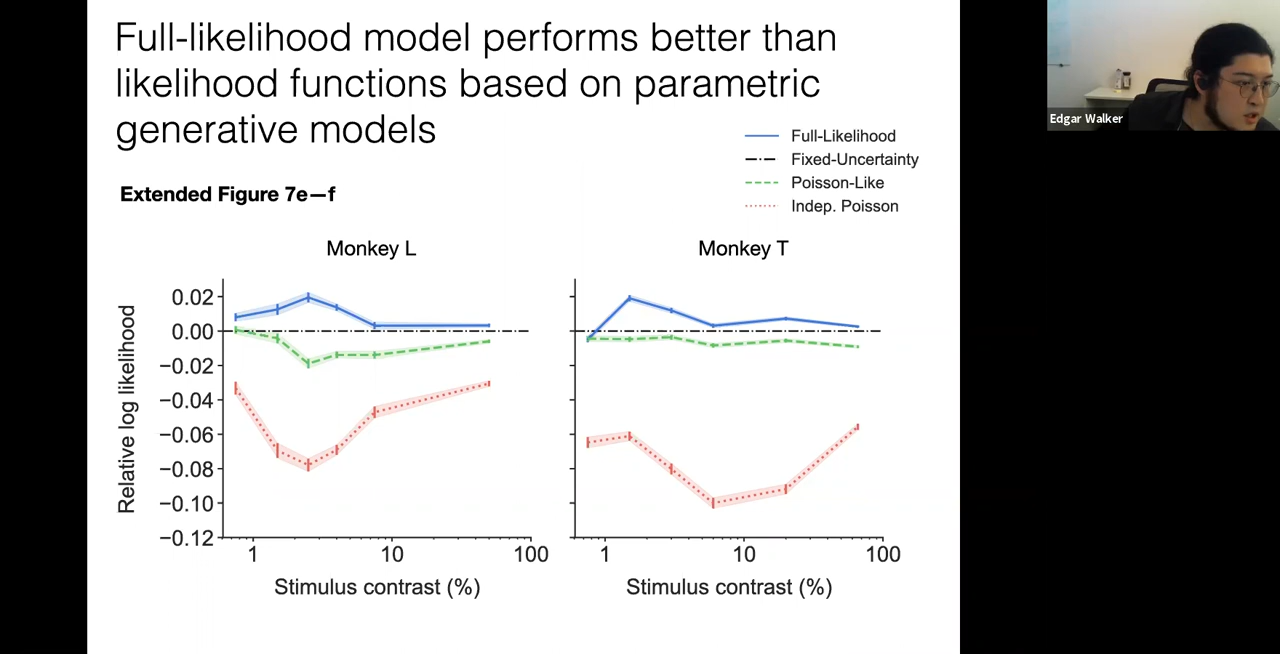 Full-likelihood model performs better than
likelihood functions based on parametric
generative models
Edgar Walker
Full-Likelihood
Fixed-Uncertainty
Poisson-Like
Indep. Poisson
Extended Figure 7e—f
Monkey L
Monkey T
Relative log likelihood
0.02
0.00
−0.02
−0.04
−0.06
−0.08
−0.10
−0.12
1 10 100
1 10 100
Stimulus contrast (%)
Stimulus contrast (%)